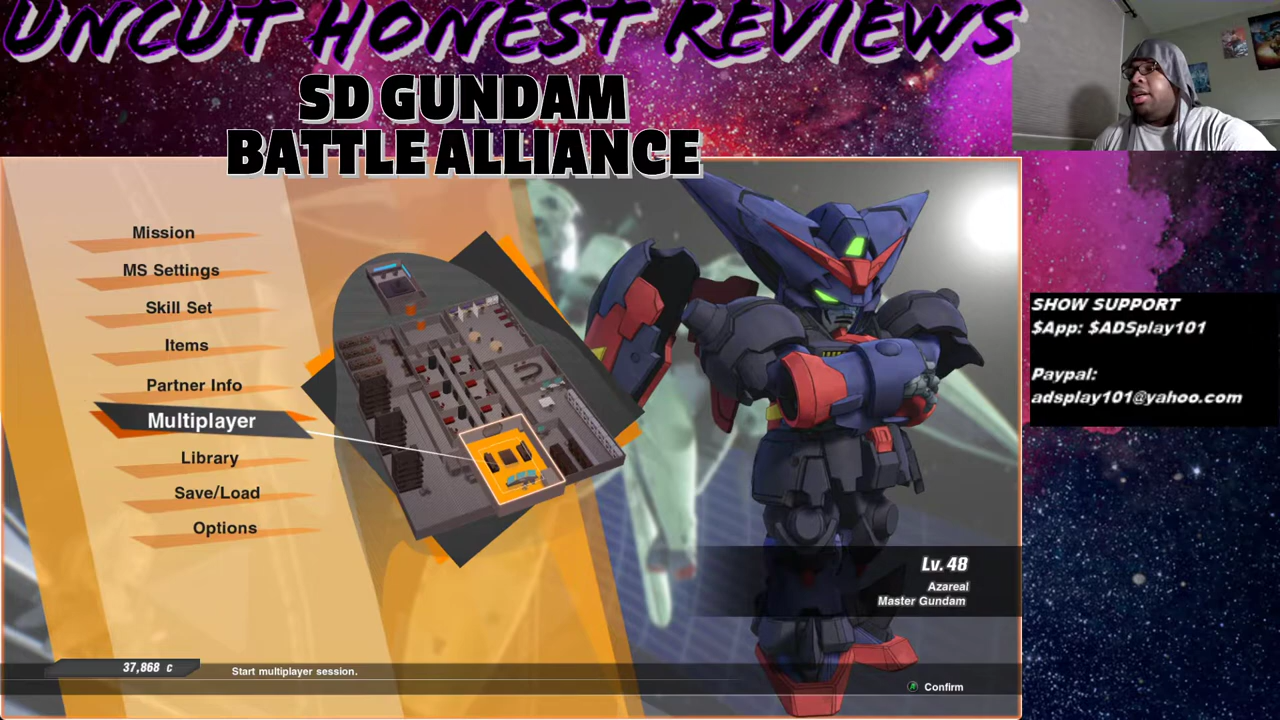 UNCUT HONEST REVIEWS
SD GUNDAM
BATTLE ALLIANCE
Mission
MS Settings
Skill Set
Items
Partner Info
Multiplayer
Library
Save/Load
Options
Lv. 48
Azareal
Master Gundam
37,868 C
Start multiplayer session.
A Confirm
SHOW SUPPORT
$App: $ADSplay101
Paypal:
adsplay101@yahoo.com